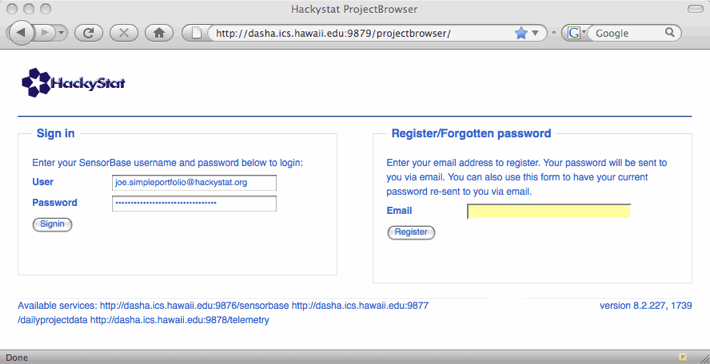 Hackystat ProjectBrowser
http://dasha.ics.hawaii.edu:9879/projectbrowser/
G
Google
HackyStat
Sign in
Enter your SensorBase username and password below to login:
User
joe.simpleportfolio@hackystat.org
Password
Signin
Register/Forgotten password
Enter your email address to register. Your password will be sent to
you via email. You can also use this form to have your current
password re-sent to you via email.
Email
Register
Available services: http://dasha.ics.hawaii.edu:9876/sensorbase http://dasha.ics.hawaii.edu:9877
/dailyprojectdata http://dasha.ics.hawaii.edu:9878/telemetry
version 8.2.227, 1739
Done